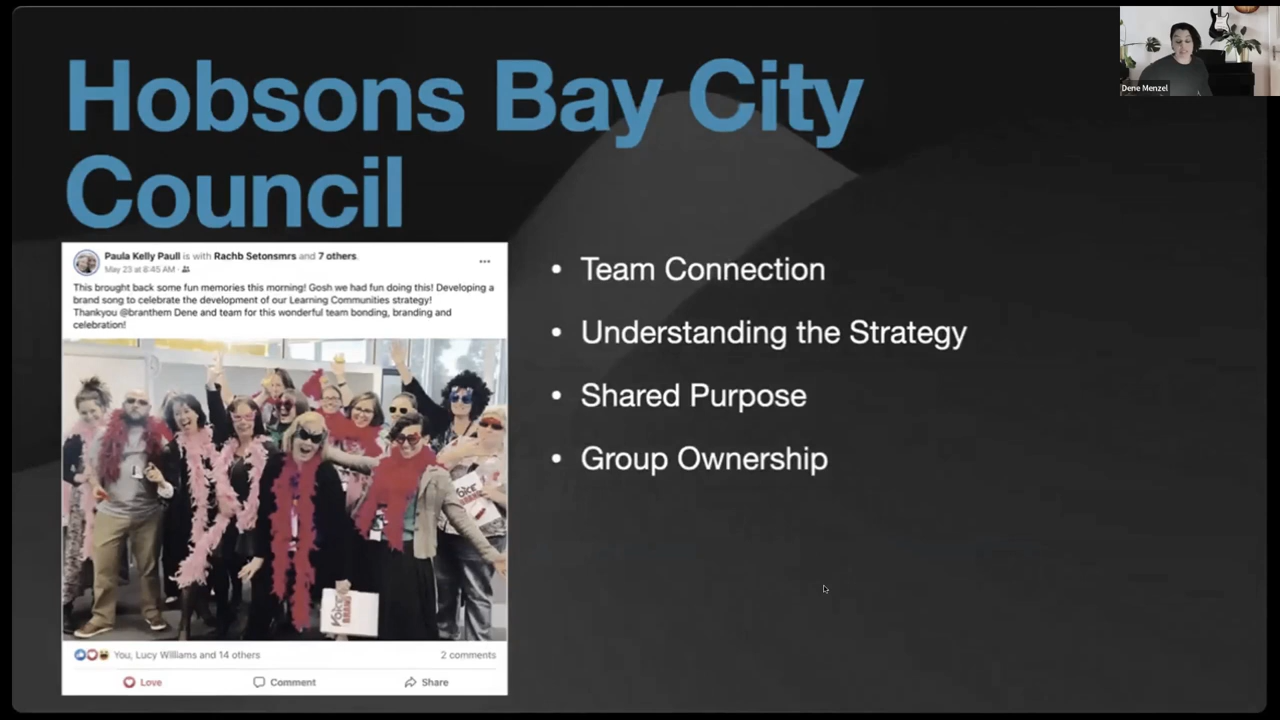 Hobsons Bay City
Council
Dene Menzel
Paula Kelly Paull is with Rachb Setonsmrs and 7 others.
May 23 at 8:45 AM ·
This brought back some fun memories this morning! Gosh we had fun doing this! Developing a
brand song to celebrate the development of our Learning Communities strategy!
Thankyou @branthem Dene and team for this wonderful team bonding, branding and
celebration!
VOICE
BRAND
You, Lucy Williams and 14 others
2 comments
Love
Comment
Share
• Team Connection
• Understanding the Strategy
• Shared Purpose
• Group Ownership